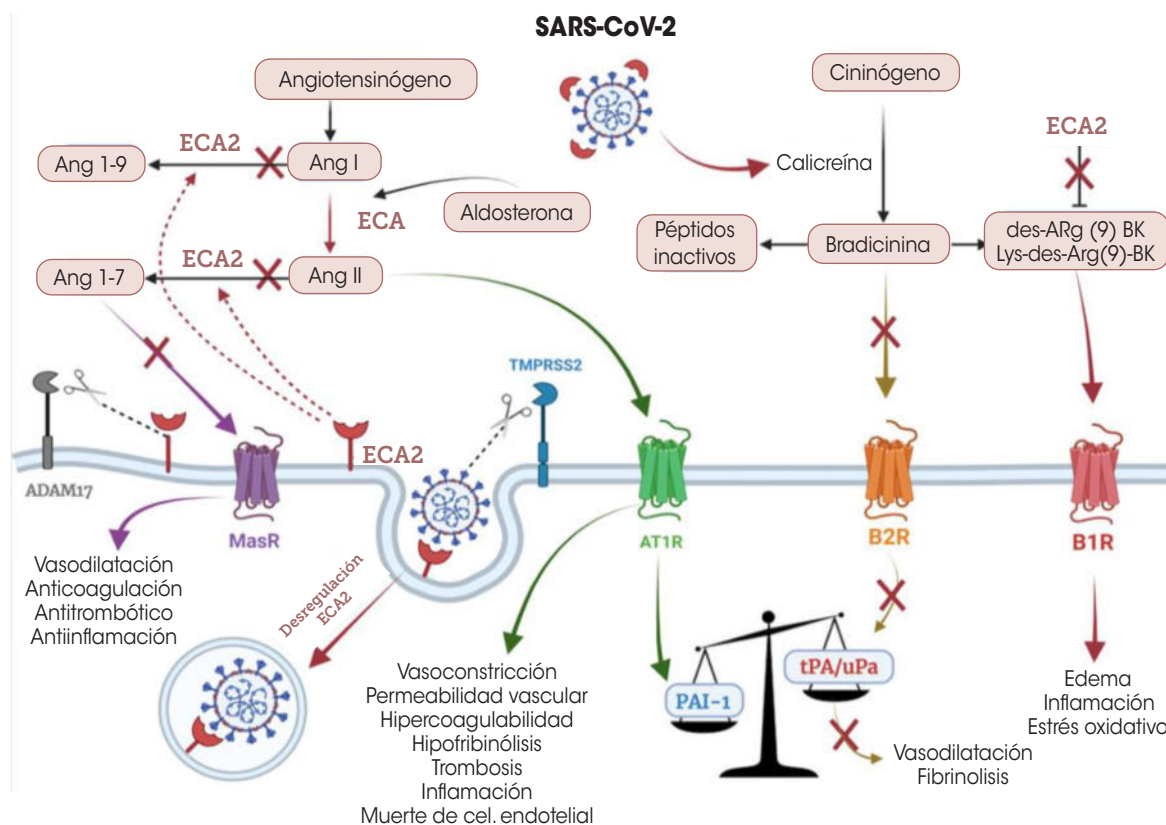 SARS-CoV-2
Angiotensinógeno
Cininógeno
ECA2
ECA2
Ang 1-9
Ang I
Calicreína
ECA
Aldosterona
Péptidos
inactivos
Bradicinina
des-ARg (9) BK
Lys-des-Arg(9)-BK
ECA2
Ang 1-7
Ang II
TMPRSS2
ECA2
ADAM17
MasR
AT1R
B2R
B1R
Vasodilatación
Anticoagulación
Antitrombótico
Antiinflamación
Desregulación
ECA2
Vasoconstricción
Permeabilidad vascular
Hipercoagulabilidad
Hipofribinólisis
Trombosis
Inflamación
Muerte de cel. endotelial
PAI-1
tPA/uPa
Vasodilatación
Fibrinolisis
Edema
Inflamación
Estrés oxidativo